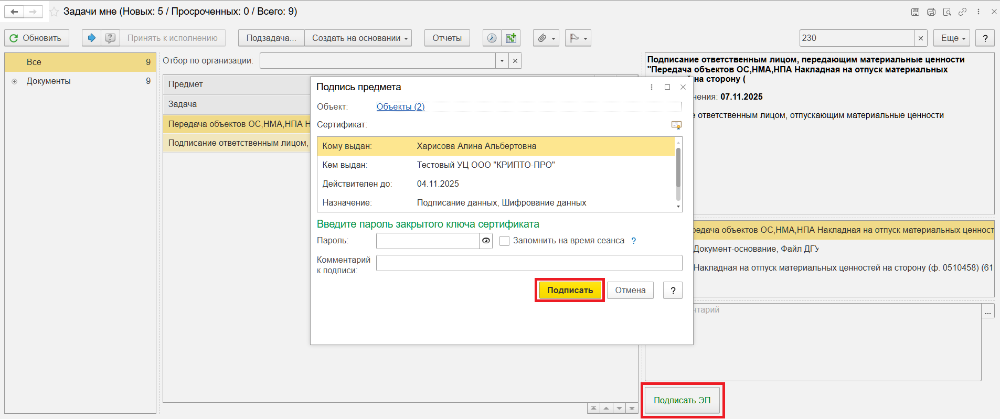 Задачи мне (Новых: 5 / Просроченных: 0 / Всего: 9)
Обновить
Принять к исполнению
Подзадача...
Создать на основании
Отчеты
230
Еще
?
Все 9
Документы 9
Отбор по организации:
Предмет
Задача
Передача объектов ОС,НМА,НПА Н
Подписание ответственным лицом,
Подпись предмета
Объект: Объекты (2)
Сертификат:
Кому выдан: Харисова Алина Альбертовна
Кем выдан: Тестовый УЦ ООО "КРИПТО-ПРО"
Действителен до: 04.11.2025
Назначение: Подписание данных, Шифрование данных
Введите пароль закрытого ключа сертификата
Пароль:
Запомнить на время сеанса ?
Комментарий
к подписи:
Подписать
Отмена
?
Подписание ответственным лицом, передающим материальные ценности
"Передача объектов ОС,НМА,НПА Накладная на отпуск материальных
й на сторону (
нения: 07.11.2025
е ответственным лицом, отпускающим материальные ценности
редача объектов ОС,НМА,НПА Накладная на отпуск материальных ценност
Документ-основание, Файл ДГУ
Накладная на отпуск материальных ценностей на сторону (ф. 0510458) (61
нтарий
...
Подписать ЭП